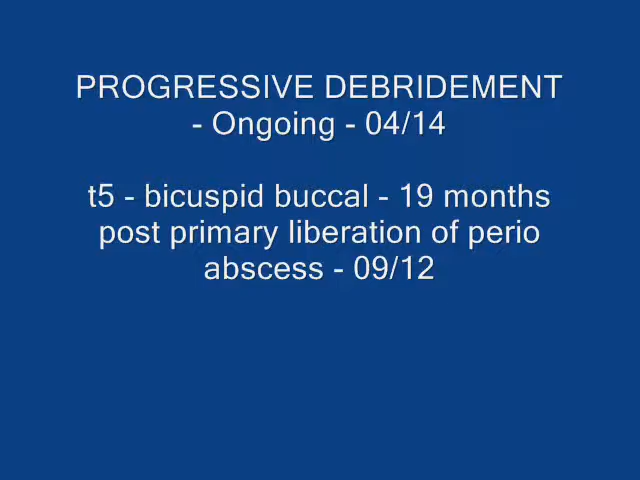 PROGRESSIVE DEBRIDEMENT
- Ongoing - 04/14
t5 - bicuspid buccal - 19 months
post primary liberation of perio
abscess - 09/12